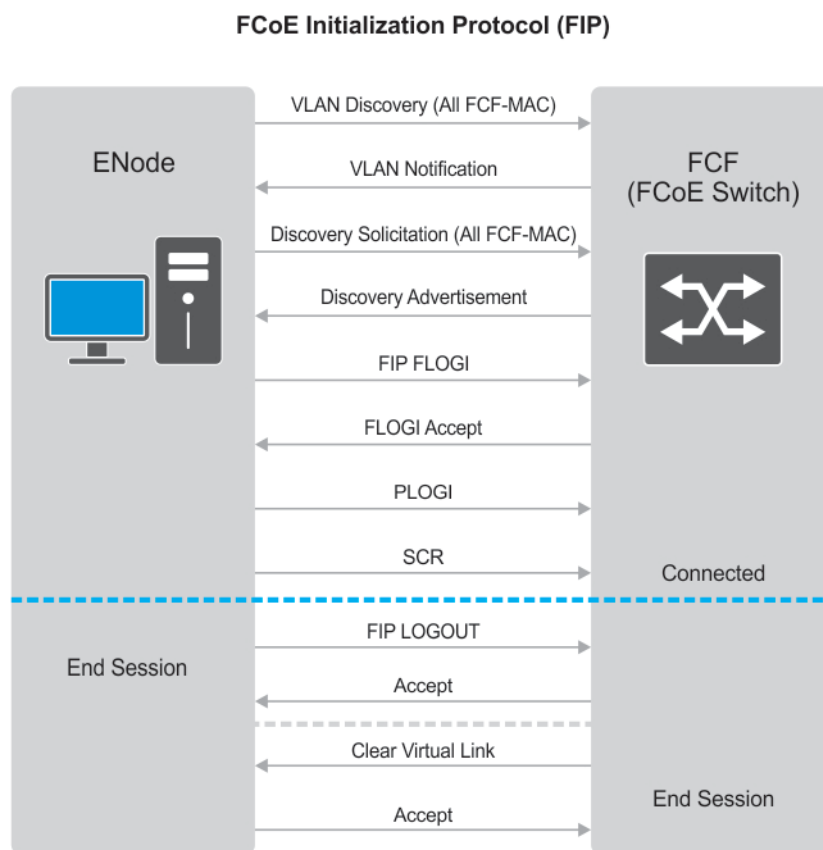 FCoE Initialization Protocol (FIP)
VLAN Discovery (All FCF-MAC)
ENode
VLAN Notification
FCF
(FCoE Switch)
Discovery Solicitation (All FCF-MAC)
Discovery Advertisement
FIP FLOGI
FLOGI Accept
PLOGI
SCR
Connected
FIP LOGOUT
End Session
Accept
Clear Virtual Link
End Session
Accept